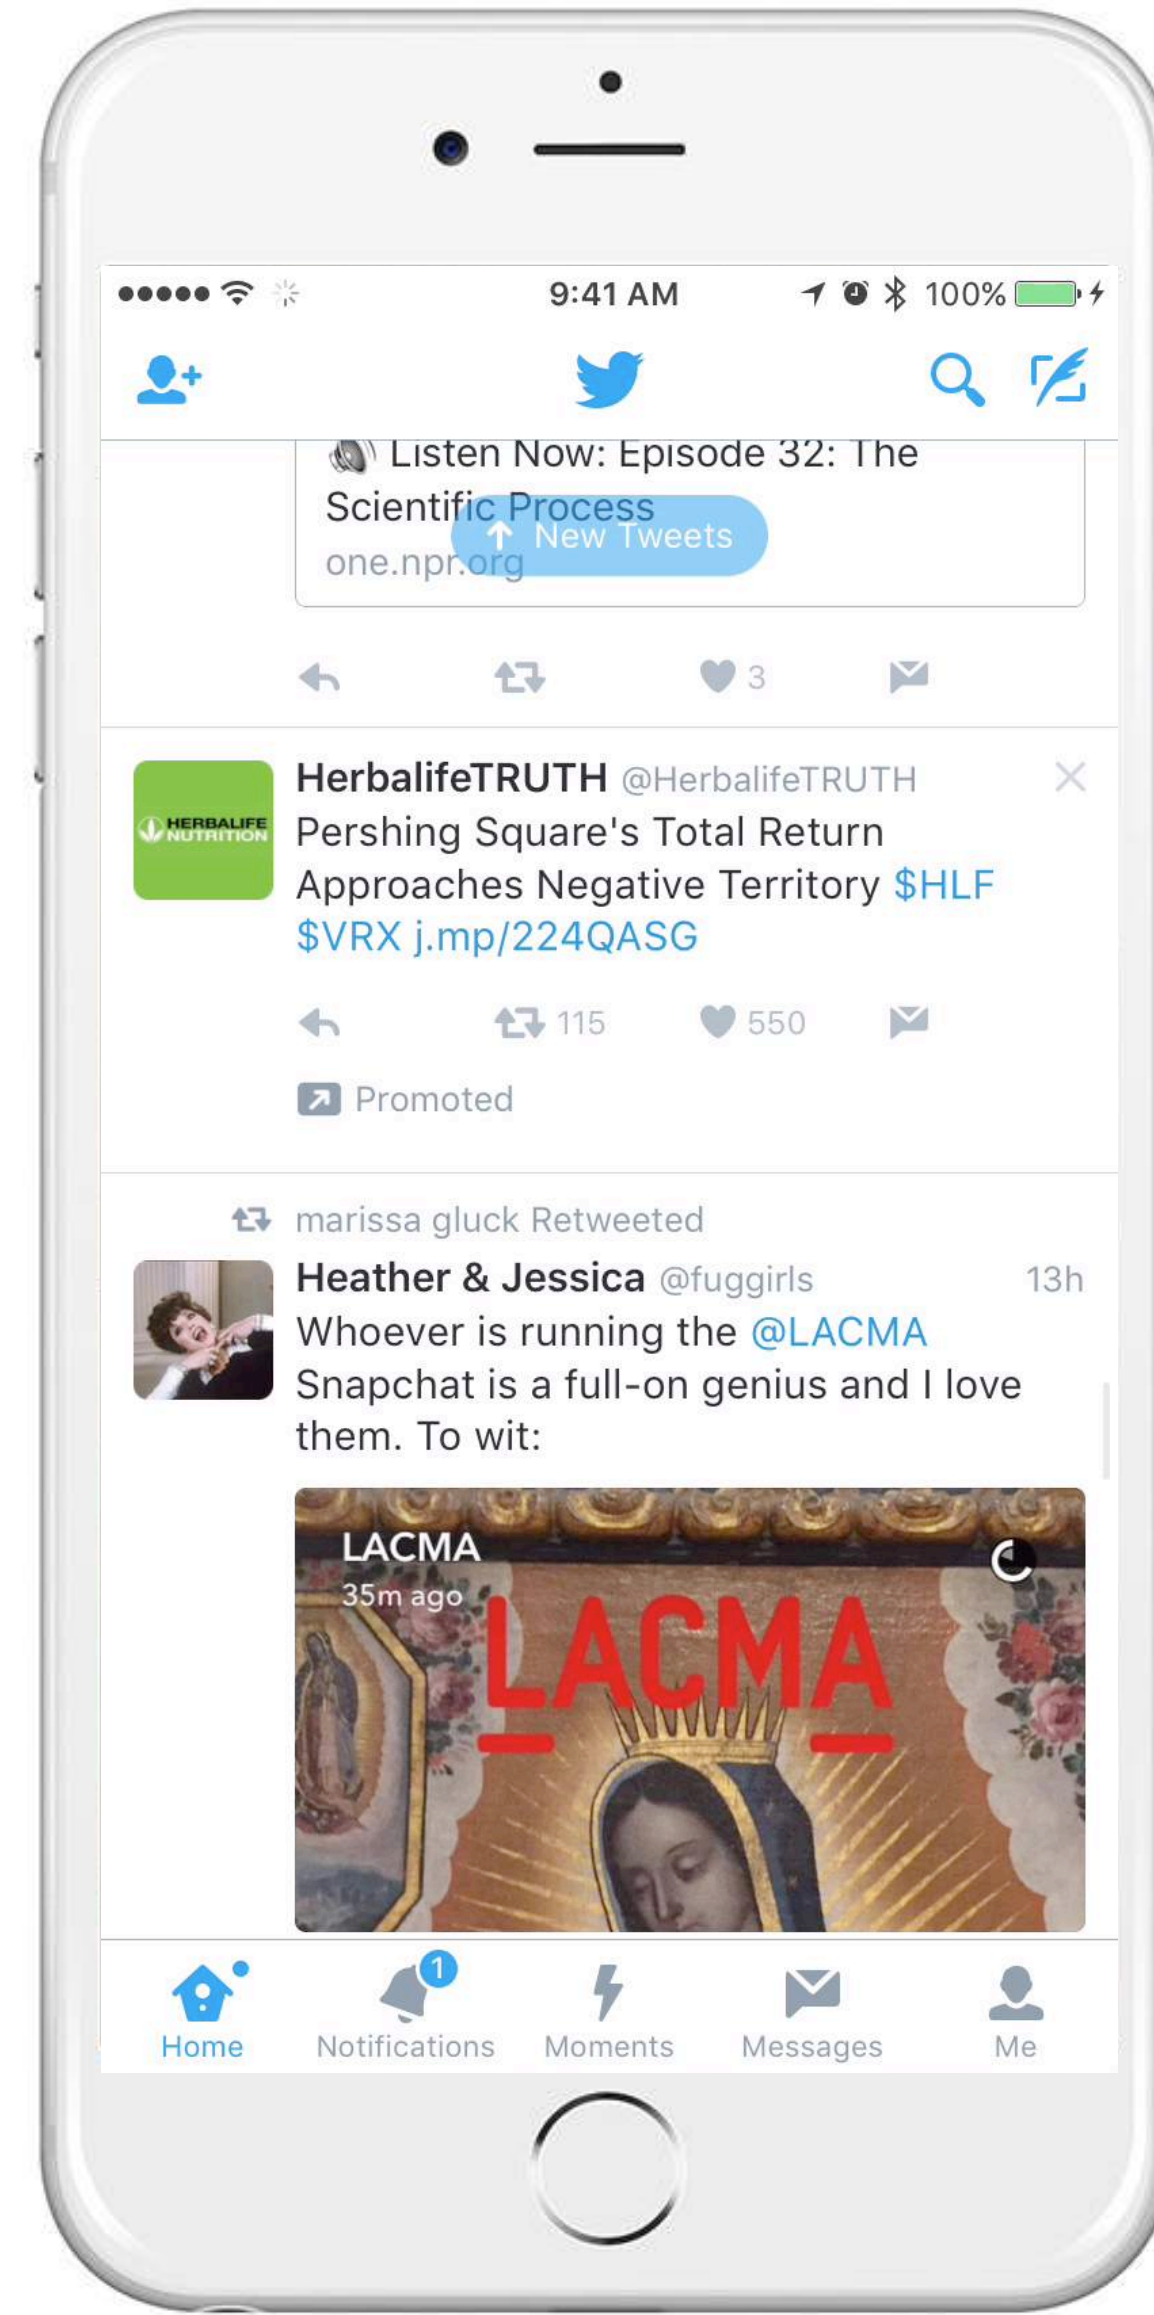 9:41 AM
100%
Listen Now: Episode 32: The
Scientific Process
New Tweets
one.npr.org
3
HerbalifeTRUTH @HerbalifeTRUTH
HERBALIFE
NUTRITION
Pershing Square's Total Return
Approaches Negative Territory $HLF
$VRX j.mp/224QASG
115 550
Promoted
marissa gluck Retweeted
Heather & Jessica @fuggirls 13h
Whoever is running the @LACMA
Snapchat is a full-on genius and I love
them. To wit:
LACMA
35m ago
LACMA
1
Home Notifications Moments Messages Me